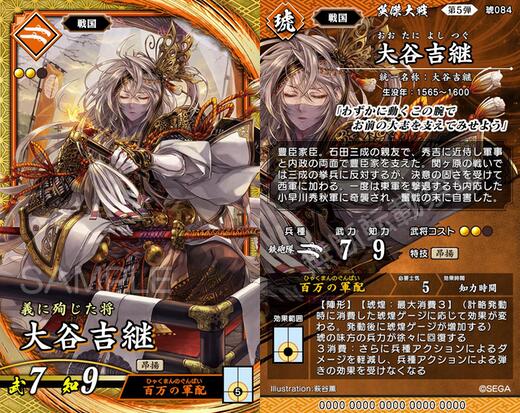 戦国
SAMPLE
義に殉じた将
大谷吉継
昂揚
武7 知9
ひゃくまんのぐんばい
百万の軍配
5
琥
戦国
英傑大戦
第5弾
琥084
おおたに よしつぐ
大谷吉継
統一名称:大谷吉継
生没年:1565~1600
「わずかに動くこの腕で
お前の大志を支えてみせよう」
豊臣家臣。石田三成の親友で、秀吉に近侍し軍事
と内政の両面で豊臣家を支えた。関ヶ原の戦いで
は三成の挙兵に反対するが、決意の固さを受けて
西軍に加わる。一度は東軍を撃退するも内応した
小早川秀秋軍に奇襲され、奮戦の末に自害した。
兵種 武力 知力 武将コスト
鉄砲隊 7 9
特技 昂揚
ひゃくまんのぐんばい 必要士気 効果時間
百万の軍配 5 知力時間
効果範囲
【陣形】【琥煌:最大消費3】(計略発動
時に消費した琥煌ゲージに応じて効果が変
わる。発動後に琥煌ゲージが増加する)
琥の味方の兵力が徐々に回復する
3消費:さらに兵種アクションによるダ
メージを軽減し、兵種アクションによる弾
きの効果を受けなくなる
Illustration:萩谷薫
©SEGA
0000 0000 0000 0000 0000